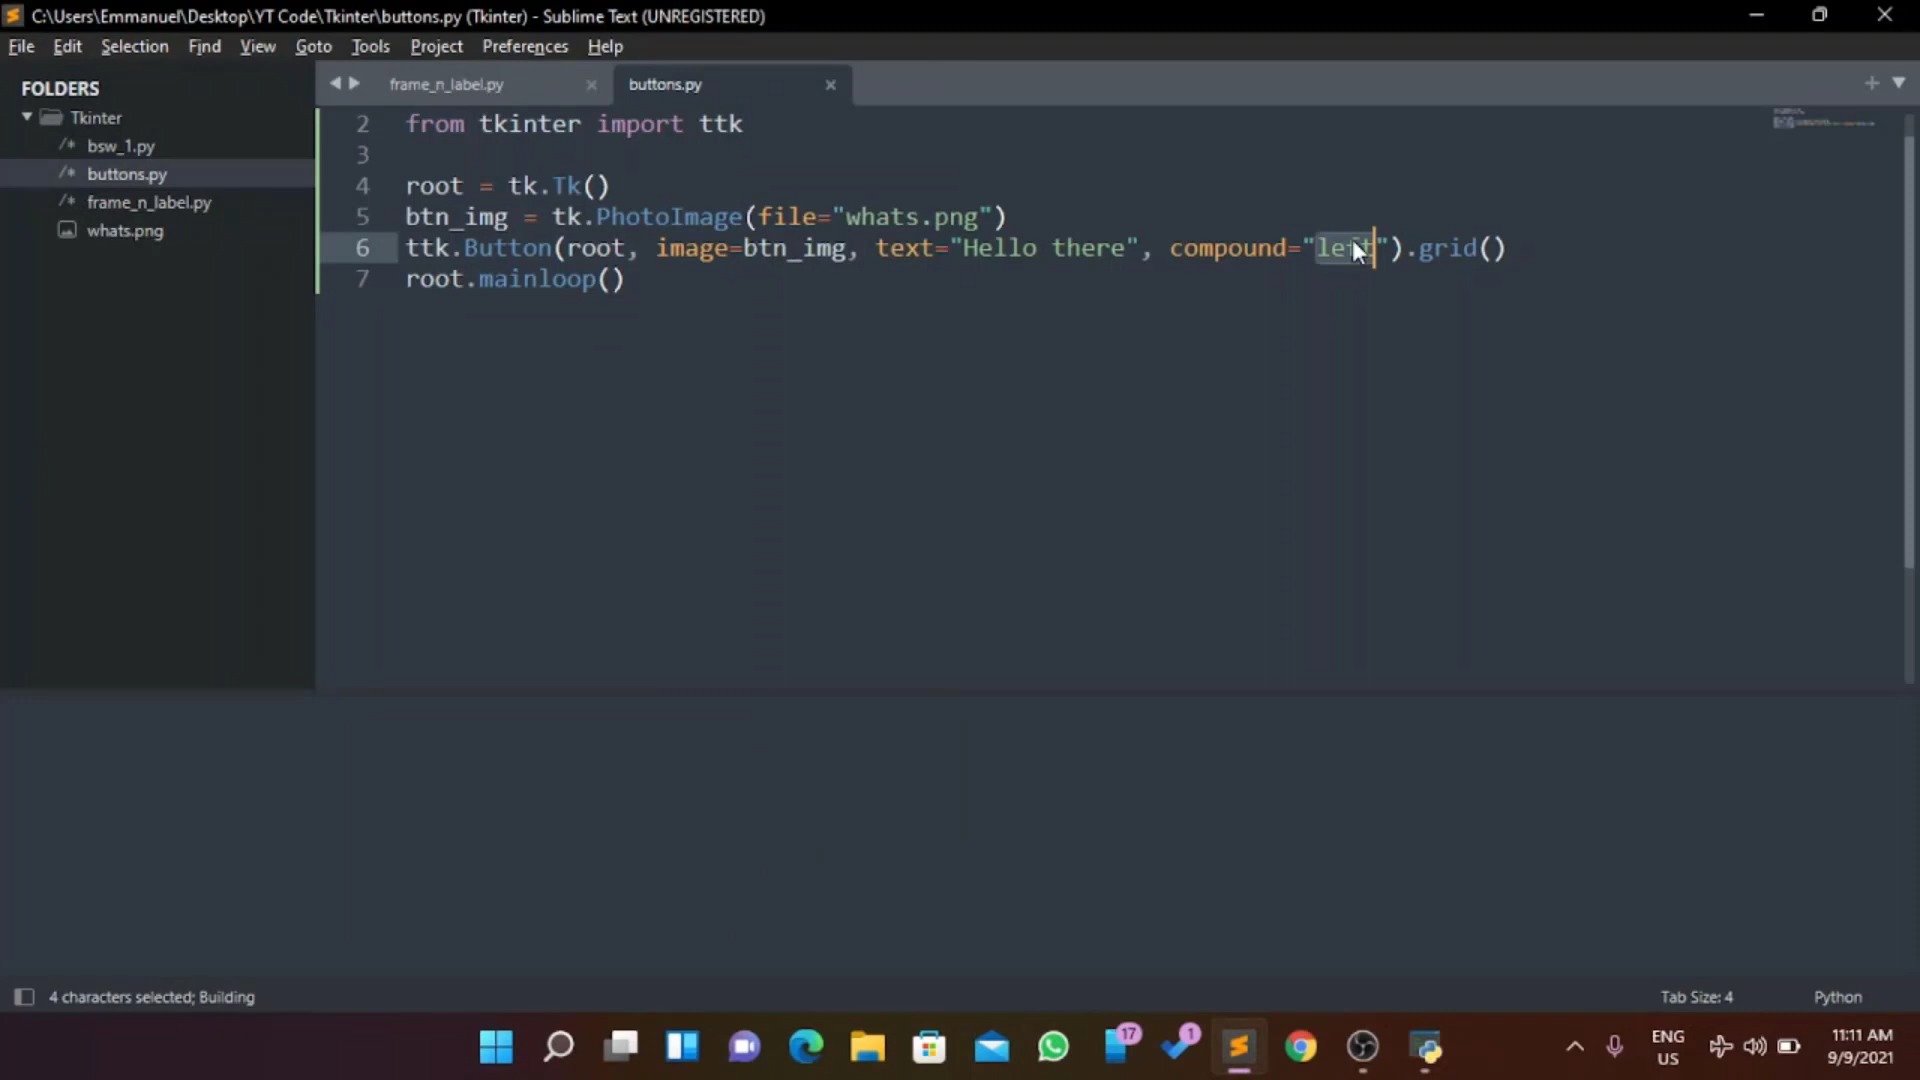 C:\Users\Emmanuel\Desktop\YT Code\Tkinter\buttons.py (Tkinter) - Sublime Text (UNREGISTERED)
File Edit Selection Find View Goto Tools Project Preferences Help
FOLDERS
Tkinter
/* bsw_1.py
/* buttons.py
/* frame_n_label.py
whats.png
frame_n_label.py × buttons.py ×
2 from tkinter import ttk
3
4 root = tk.Tk()
5 btn_img = tk.PhotoImage(file="whats.png")
6 ttk.Button(root, image=btn_img, text="Hello there", compound="left").grid()
7 root.mainloop()
4 characters selected; Building
Tab Size: 4
Python
17
1
ENG
US
11:11 AM
9/9/2021